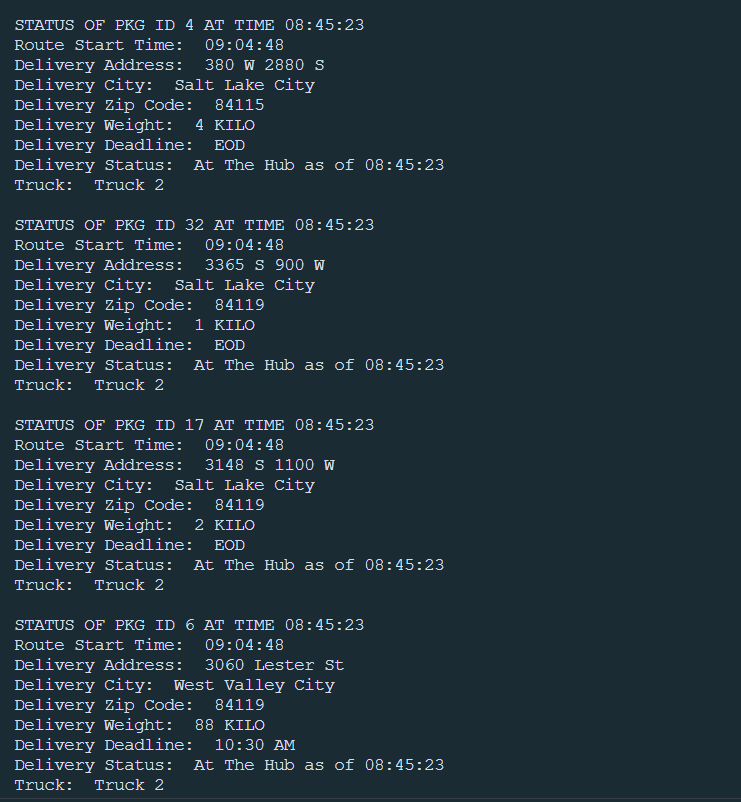 STATUS OF PKG ID 4 AT TIME 08:45:23
Route Start Time:  09:04:48
Delivery Address:  380 W 2880 S
Delivery City:  Salt Lake City
Delivery Zip Code:  84115
Delivery Weight:  4 KILO
Delivery Deadline:  EOD
Delivery Status:  At The Hub as of 08:45:23
Truck:  Truck 2

STATUS OF PKG ID 32 AT TIME 08:45:23
Route Start Time:  09:04:48
Delivery Address:  3365 S 900 W
Delivery City:  Salt Lake City
Delivery Zip Code:  84119
Delivery Weight:  1 KILO
Delivery Deadline:  EOD
Delivery Status:  At The Hub as of 08:45:23
Truck:  Truck 2

STATUS OF PKG ID 17 AT TIME 08:45:23
Route Start Time:  09:04:48
Delivery Address:  3148 S 1100 W
Delivery City:  Salt Lake City
Delivery Zip Code:  84119
Delivery Weight:  2 KILO
Delivery Deadline:  EOD
Delivery Status:  At The Hub as of 08:45:23
Truck:  Truck 2

STATUS OF PKG ID 6 AT TIME 08:45:23
Route Start Time:  09:04:48
Delivery Address:  3060 Lester St
Delivery City:  West Valley City
Delivery Zip Code:  84119
Delivery Weight:  88 KILO
Delivery Deadline:  10:30 AM
Delivery Status:  At The Hub as of 08:45:23
Truck:  Truck 2